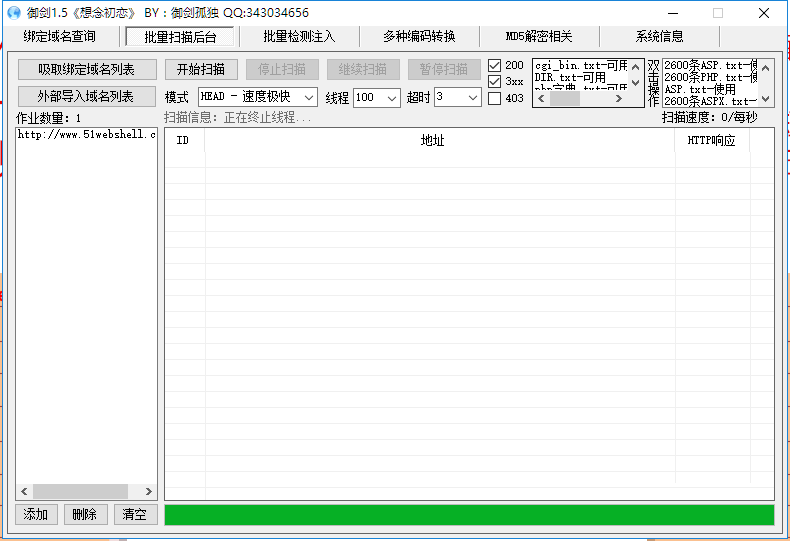 御剑1.5《想念初恋》 BY：御剑孤独 QQ:343034656
绑定域名查询 批量扫描后台 批量检测注入 多种编码转换 MD5解密相关 系统信息
吸取绑定域名列表 开始扫描 停止扫描 继续扫描 暂停扫描
外部导入域名列表 模式 HEAD - 速度极快 线程 100 超时 3
200
3xx
403
cgi_bin.txt-可用
DIR.txt-可用
php字典.txt-可用
双击操作
2600条ASP.txt-使
2600条PHP.txt-使
ASP.txt-使用
2600条ASPX.txt-
作业数量: 1 扫描信息: 正在终止线程... 扫描速度: 0/每秒
http://www.51webshell.c
ID 地址 HTTP响应
添加 删除 清空